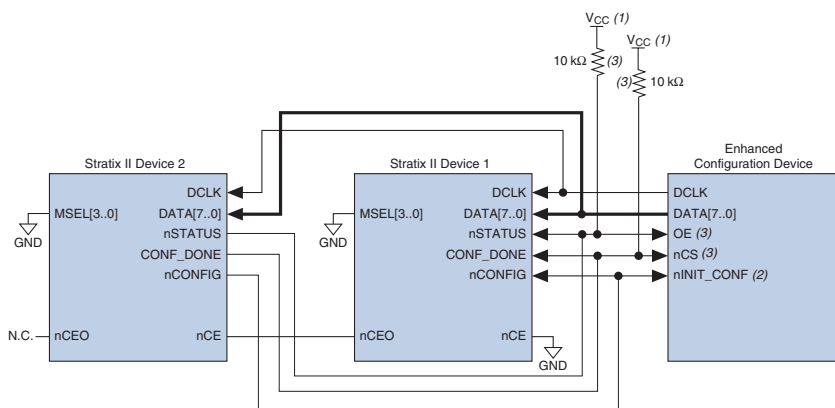 VCC (1)
VCC (1)
10 kΩ
(3)
(3)
10 kΩ
Stratix II Device 2
Stratix II Device 1
Enhanced
Configuration Device
DCLK
DCLK
DCLK
MSEL[3..0]
DATA[7..0]
MSEL[3..0]
DATA[7..0]
DATA[7..0]
nSTATUS
nSTATUS
OE (3)
GND
GND
CONF_DONE
CONF_DONE
nCS (3)
nCONFIG
nCONFIG
nINIT_CONF (2)
N.C.
nCEO
nCE
nCEO
nCE
GND